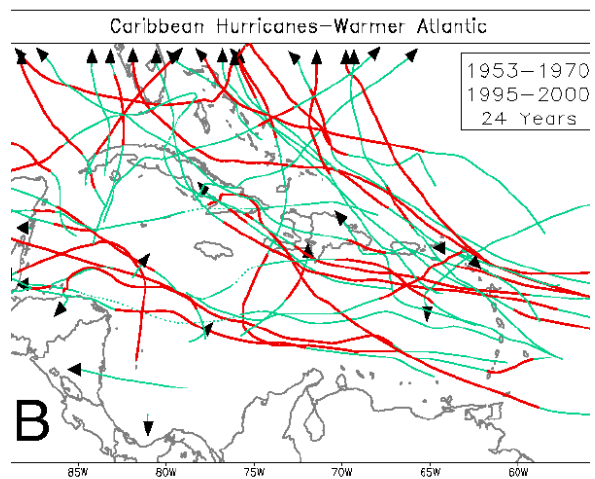 Caribbean Hurricanes–Warmer Atlantic
1953–1970
1995–2000
24 Years
B
85W 80W 75W 70W 65W 60W